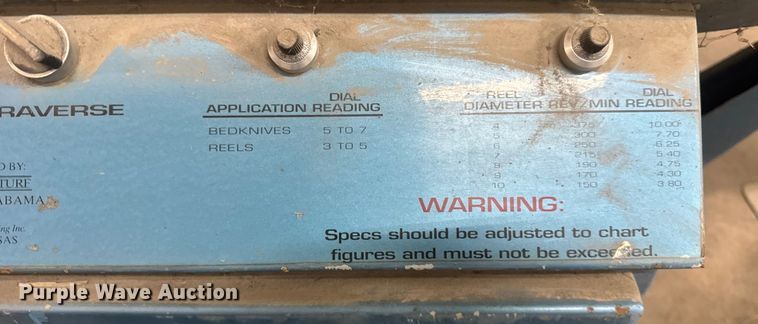 RAVERSE
DIAL
APPLICATION READING
BEDKNIVES 5 TO 7
REELS 3 TO 5
REEL DIAL
DIAMETER REV/MIN READING
4 375 10.00
5 300 7.70
6 250 6.25
7 215 5.40
8 190 4.75
9 170 4.30
10 150 3.80
D BY:
TURF
ABAMA
ing Inc.
SAS
WARNING:
Specs should be adjusted to chart
figures and must not be exceeded.
Purple Wave Auction